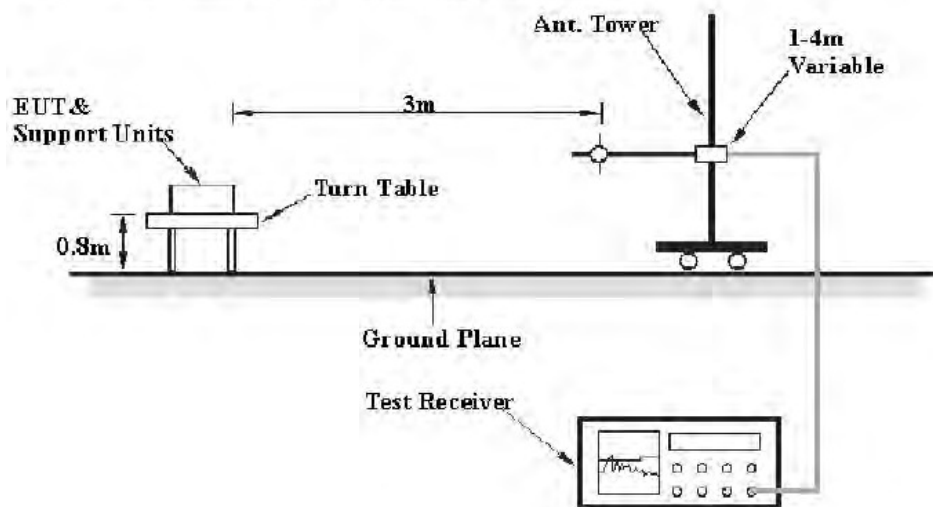 Ant. Tower
1-4m
Variable
EUT &
Support Units
3m
Turn Table
0.8m
Ground Plane
Test Receiver